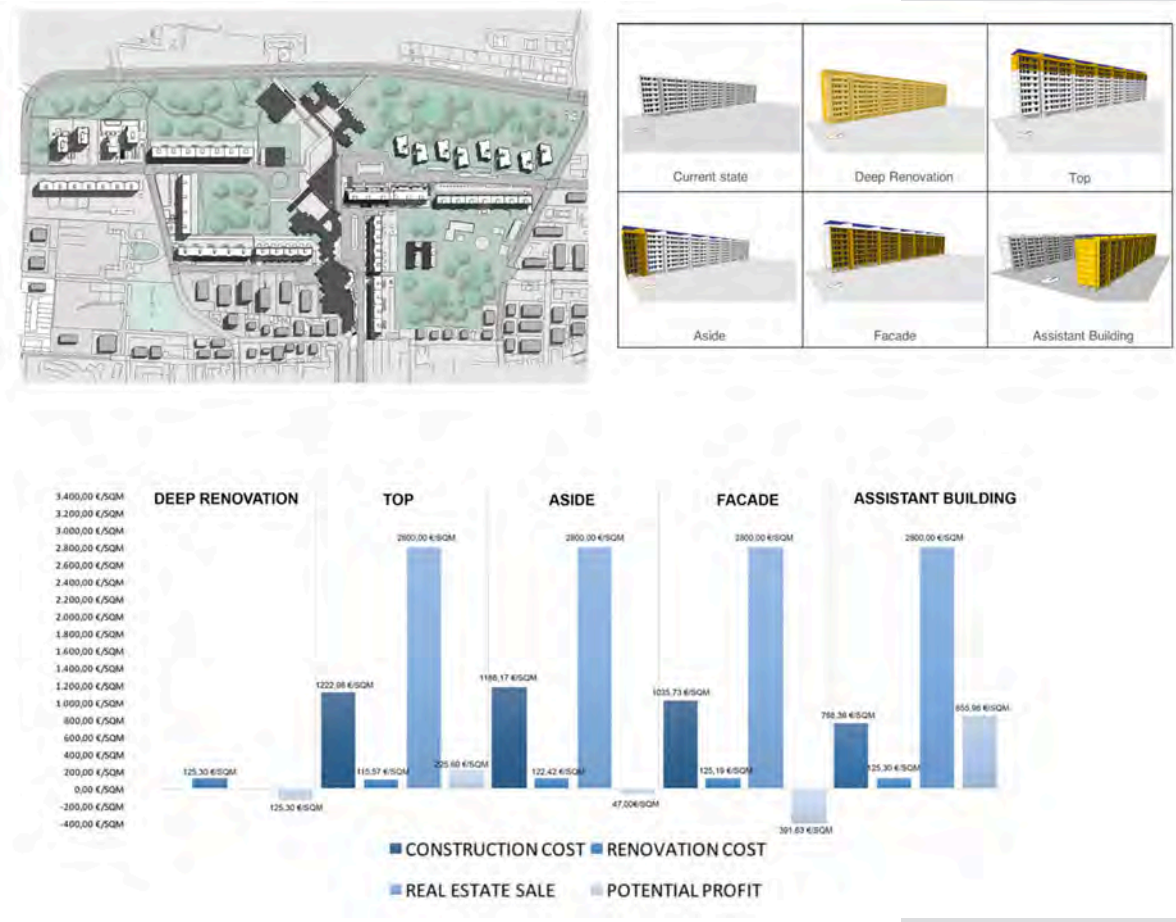 Current state
Deep Renovation
Top
Aside
Facade
Assistant Building
3.400,00 €/SQM
3.200,00 €/SQM
3.000,00 €/SQM
2.800,00 €/SQM
2.600,00 €/SQM
2.400,00 €/SQM
2.200,00 €/SQM
2.000,00 €/SQM
1.800,00 €/SQM
1.600,00 €/SQM
1.400,00 €/SQM
1.200,00 €/SQM
1.000,00 €/SQM
800,00 €/SQM
600,00 €/SQM
400,00 €/SQM
200,00 €/SQM
0,00 €/SQM
-200,00 €/SQM
-400,00 €/SQM
DEEP RENOVATION
125,30 €/SQM
125,30 €/SQM
TOP
1222,98 €/SQM
115,57 €/SQM
2800,00 €/SQM
225,60 €/SQM
ASIDE
1186,17 €/SQM
122,42 €/SQM
2800,00 €/SQM
47,00€/SQM
FACADE
1035,73 €/SQM
125,19 €/SQM
2800,00 €/SQM
391,63 €/SQM
ASSISTANT BUILDING
125,30 €/SQM
2800,00 €/SQM
CONSTRUCTION COST
RENOVATION COST
REAL ESTATE SALE
POTENTIAL PROFIT